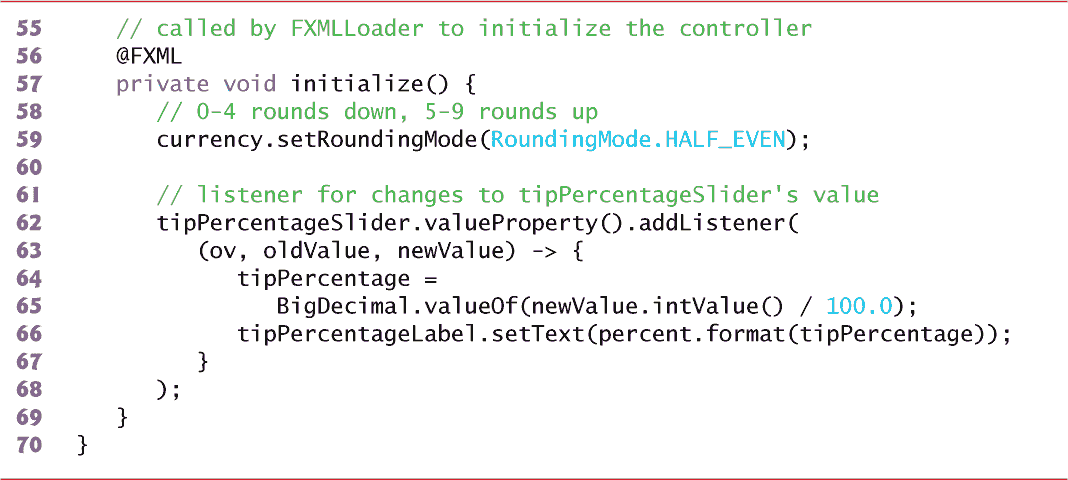 55 // called by FXMLLoader to initialize the controller
56 @FXML
57 private void initialize() {
58 // 0-4 rounds down, 5-9 rounds up
59 currency.setRoundingMode(RoundingMode.HALF_EVEN);
60
61 // listener for changes to tipPercentageSlider's value
62 tipPercentageSlider.valueProperty().addListener(
63 (ov, oldValue, newValue) -> {
64 tipPercentage =
65 BigDecimal.valueOf(newValue.intValue() / 100.0);
66 tipPercentageLabel.setText(percent.format(tipPercentage));
67 }
68 );
69 }
70 }